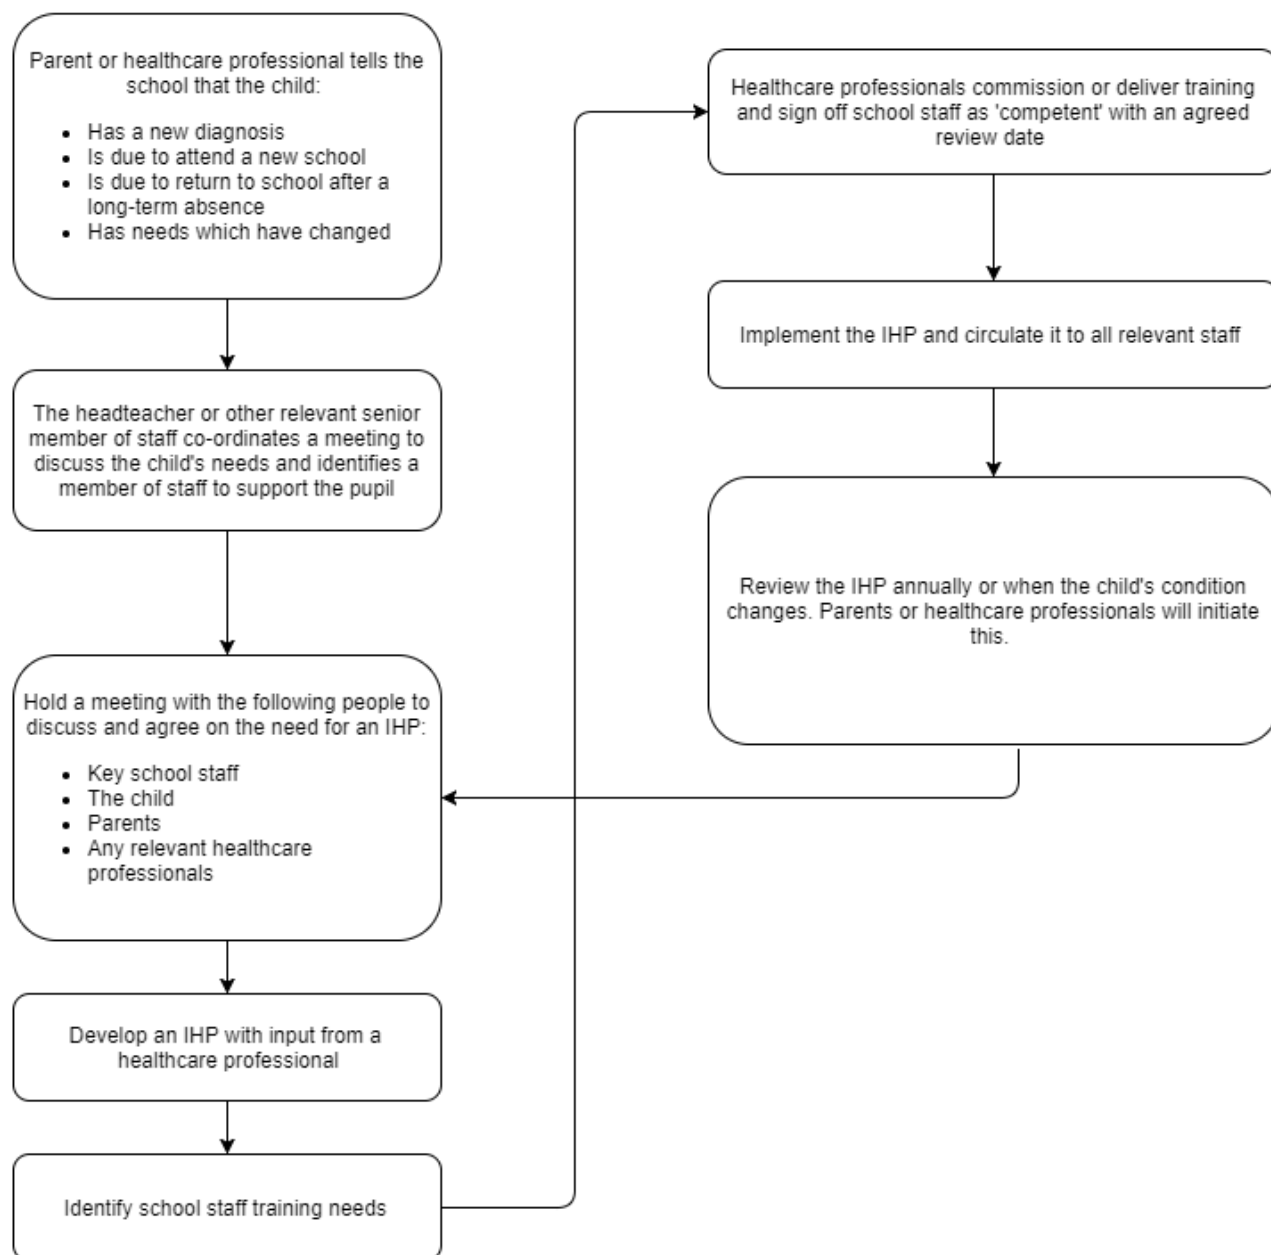 Parent or healthcare professional tells the
school that the child:
• Has a new diagnosis
• Is due to attend a new school
• Is due to return to school after a
long-term absence
• Has needs which have changed
The headteacher or other relevant senior
member of staff co-ordinates a meeting to
discuss the child's needs and identifies a
member of staff to support the pupil
Hold a meeting with the following people to
discuss and agree on the need for an IHP:
• Key school staff
• The child
• Parents
• Any relevant healthcare
professionals
Develop an IHP with input from a
healthcare professional
Identify school staff training needs
Healthcare professionals commission or deliver training
and sign off school staff as 'competent' with an agreed
review date
Implement the IHP and circulate it to all relevant staff
Review the IHP annually or when the child's condition
changes. Parents or healthcare professionals will initiate
this.